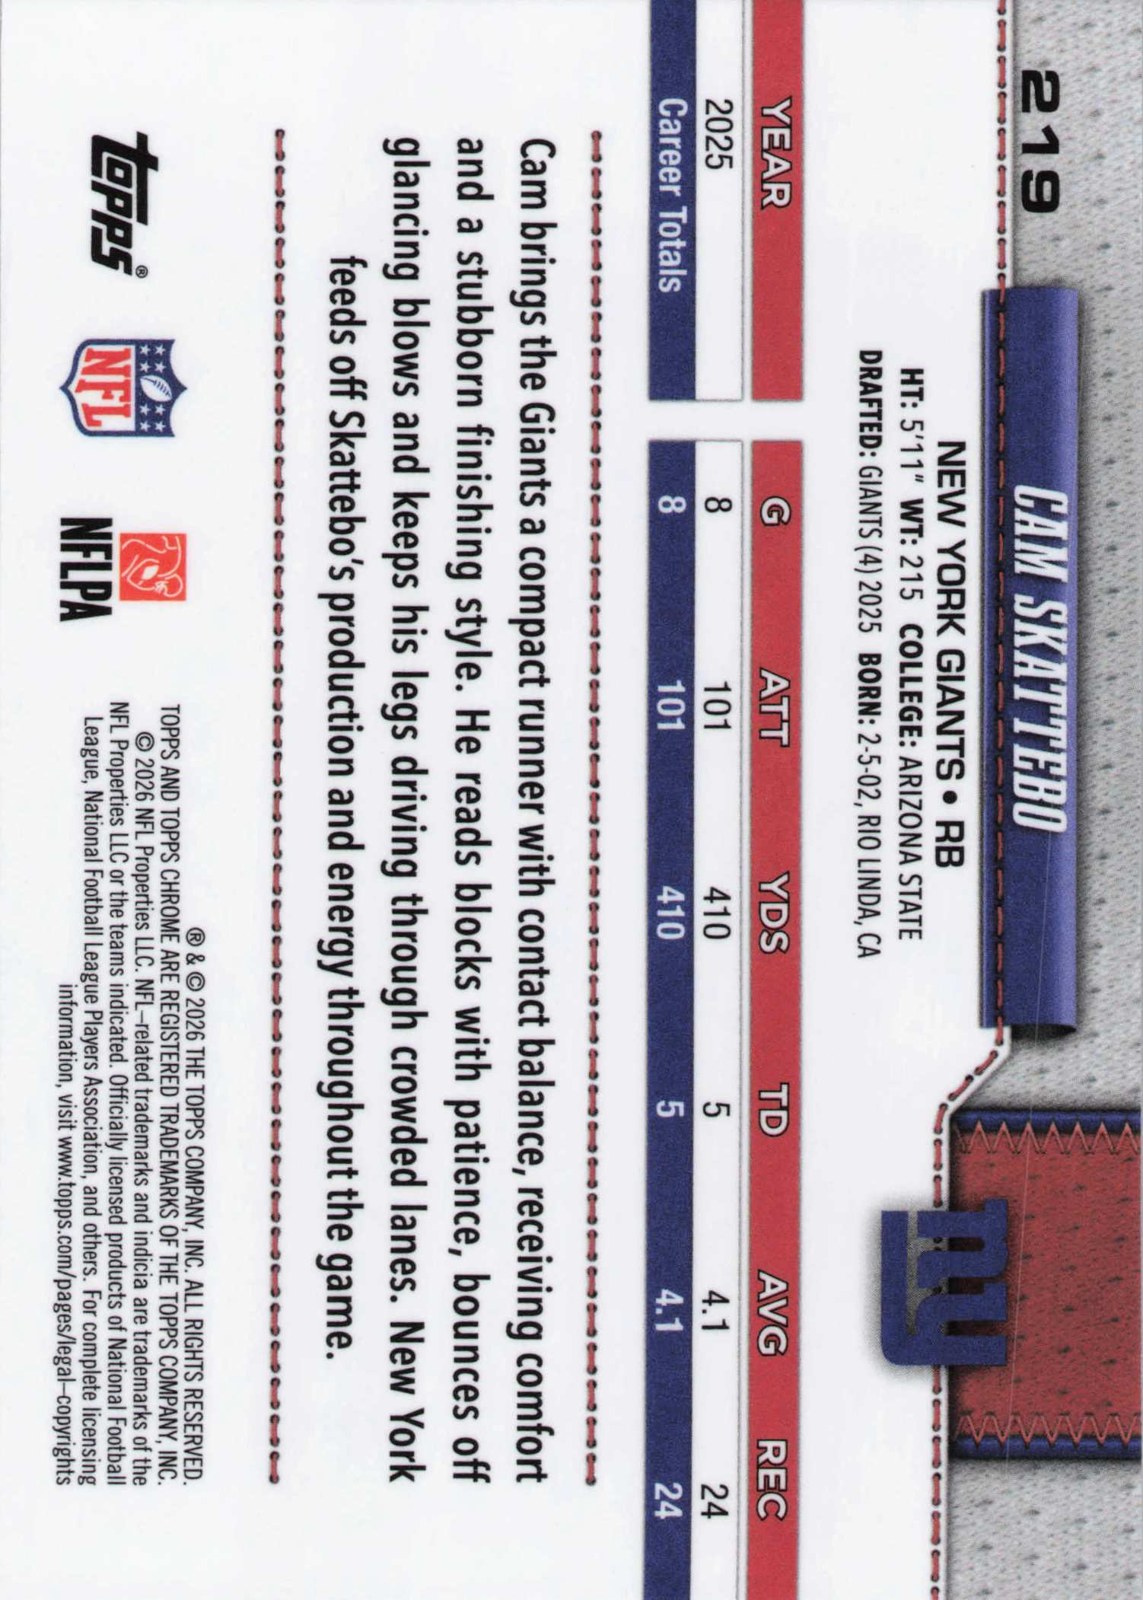 219
CAM SKATTEBO
NEW YORK GIANTS • RB
HT: 5'11" WT: 215 COLLEGE: ARIZONA STATE
DRAFTED: GIANTS (4) 2025 BORN: 2-5-02, RIO LINDA, CA
ny
YEAR G ATT YDS TD AVG REC
2025 8 101 410 5 4.1 24
Career Totals 8 101 410 5 4.1 24
Cam brings the Giants a compact runner with contact balance, receiving comfort
and a stubborn finishing style. He reads blocks with patience, bounces off
glancing blows and keeps his legs driving through crowded lanes. New York
feeds off Skattebo's production and energy throughout the game.
topps®
NFL
NFLPA
® & © 2026 THE TOPPS COMPANY, INC. ALL RIGHTS RESERVED.
TOPPS AND TOPPS CHROME ARE REGISTERED TRADEMARKS OF THE TOPPS COMPANY, INC.
© 2026 NFL Properties LLC. NFL-related trademarks and indicia are trademarks of the
NFL Properties LLC or the teams indicated. Officially licensed products of National Football
League, National Football League Players Association, and others. For complete licensing
information, visit www.topps.com/pages/legal-copyrights